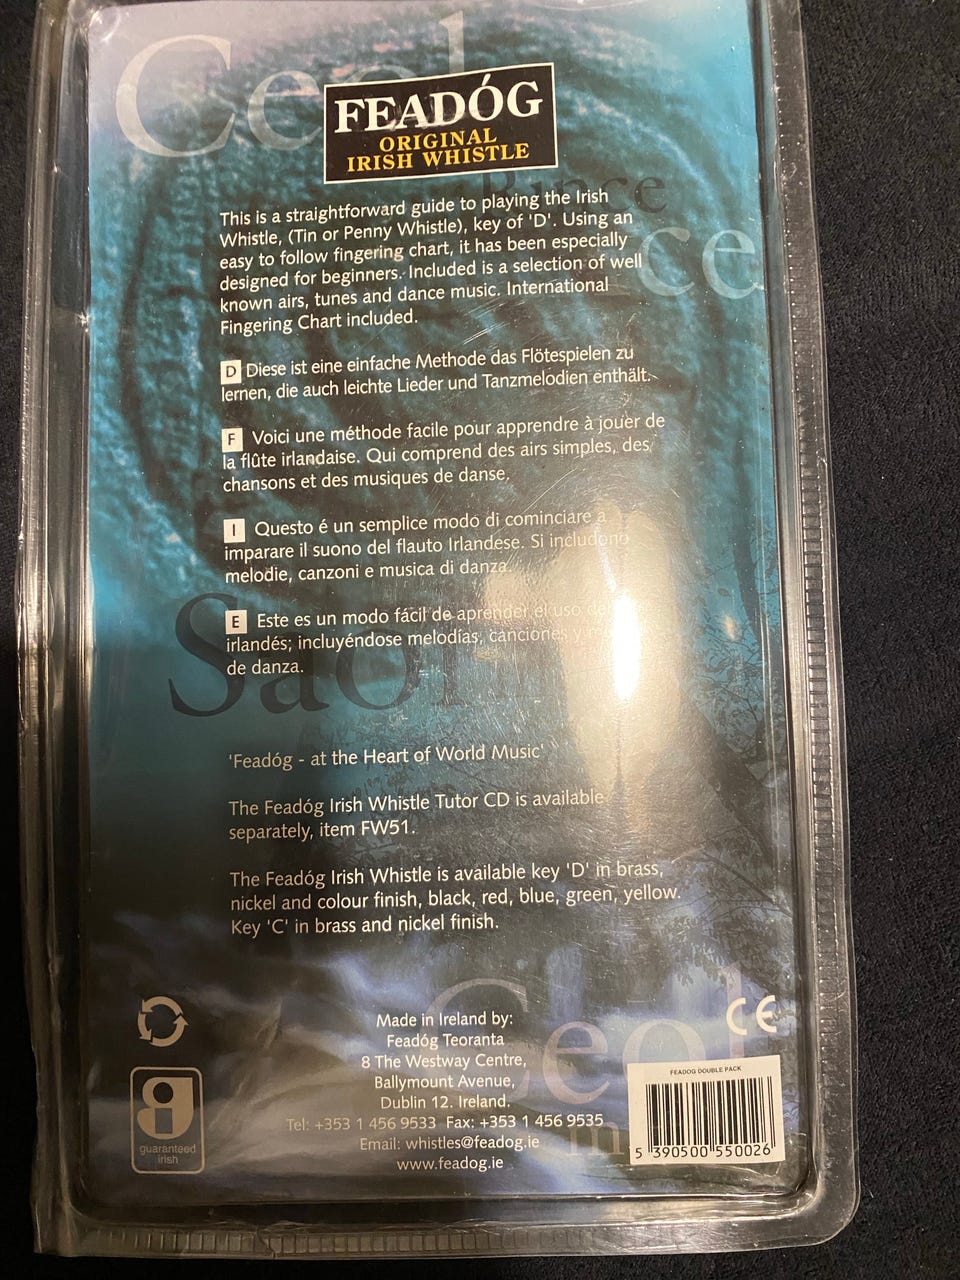 Ceol
FEADÓG
ORIGINAL
IRISH WHISTLE
Rince
This is a straightforward guide to playing the Irish
Whistle, (Tin or Penny Whistle), key of 'D'. Using an
easy to follow fingering chart, it has been especially
designed for beginners. Included is a selection of well
known airs, tunes and dance music. International
Fingering Chart included.
D Diese ist eine einfache Methode das Flötespielen zu
lernen, die auch leichte Lieder und Tanzmelodien enthält.
F Voici une méthode facile pour apprendre à jouer de
la flûte irlandaise. Qui comprend des airs simples, des
chansons et des musiques de danse.
I Questo é un semplice modo di cominciare a
imparare il suono del flauto Irlandese. Si includono
melodie, canzoni e musica di danza.
E Este es un modo fácil de aprender el uso del
irlandés; incluyéndose melodías, canciones y
de danza.
'Feadóg - at the Heart of World Music'
The Feadóg Irish Whistle Tutor CD is available
separately, item FW51.
The Feadóg Irish Whistle is available key 'D' in brass,
nickel and colour finish, black, red, blue, green, yellow.
Key 'C' in brass and nickel finish.
Ceol
CE
Made in Ireland by:
Feadóg Teoranta
8 The Westway Centre,
Ballymount Avenue,
Dublin 12. Ireland.
Tel: +353 1 456 9533 Fax: +353 1 456 9535
Email: whistles@feadog.ie
www.feadog.ie
guaranteed
irish
FEADOG DOUBLE PACK
5 390500 550026